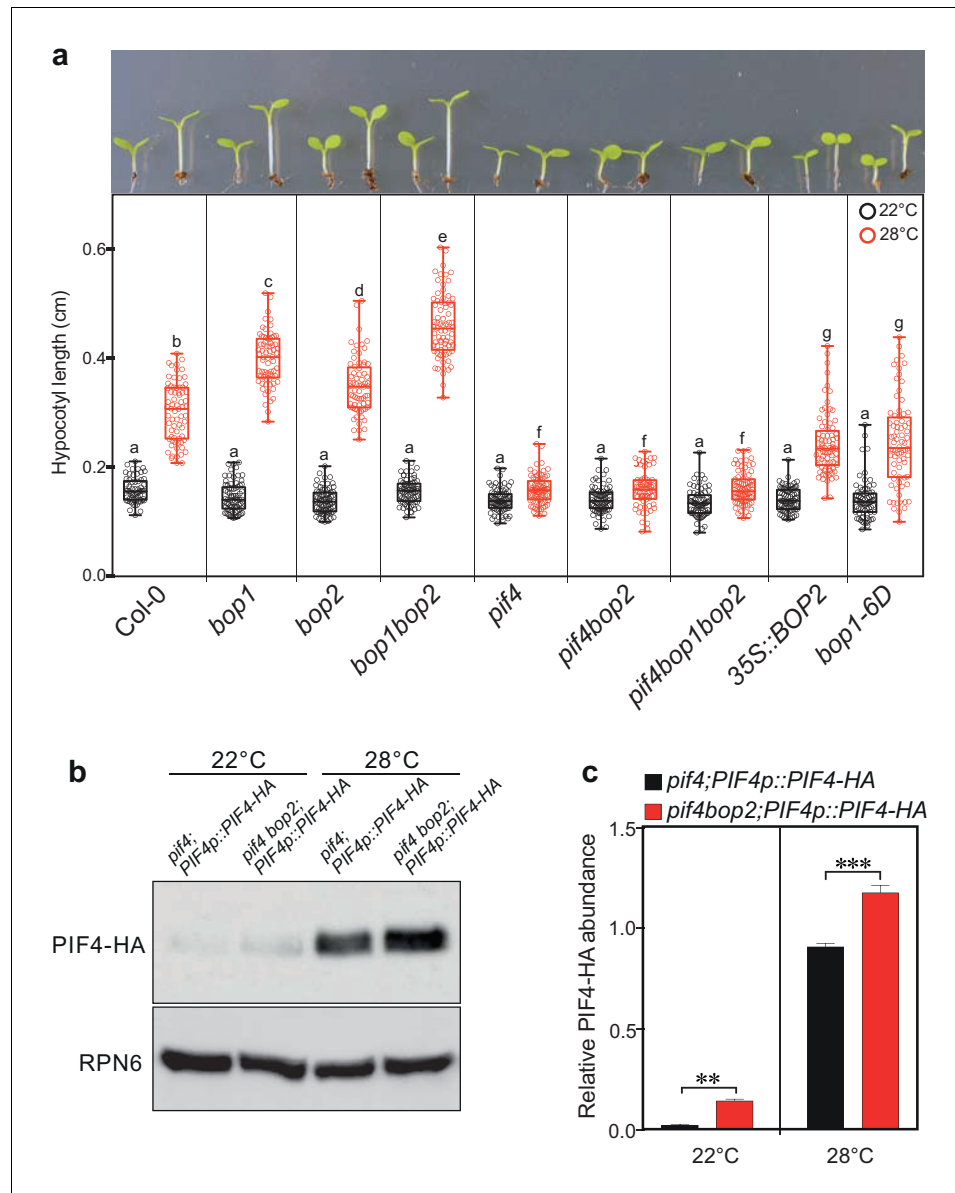 a
22°C
28°C
Hypocotyl length (cm)
0.6
0.4
0.2
0.0
a b a c a d a e a f a f a f a g a g
Col-0 bop1 bop2 bop1bop2 pif4 pif4bop2 pif4bop1bop2 35S::BOP2 bop1-6D
b
22°C 28°C
pif4;
PIF4p::PIF4-HA
pif4 bop2;
PIF4p::PIF4-HA
pif4;
PIF4p::PIF4-HA
pif4 bop2;
PIF4p::PIF4-HA
PIF4-HA
RPN6
c
pif4;PIF4p::PIF4-HA
pif4bop2;PIF4p::PIF4-HA
Relative PIF4-HA abundance
1.5
1.0
0.5
0.0
**
***
22°C 28°C